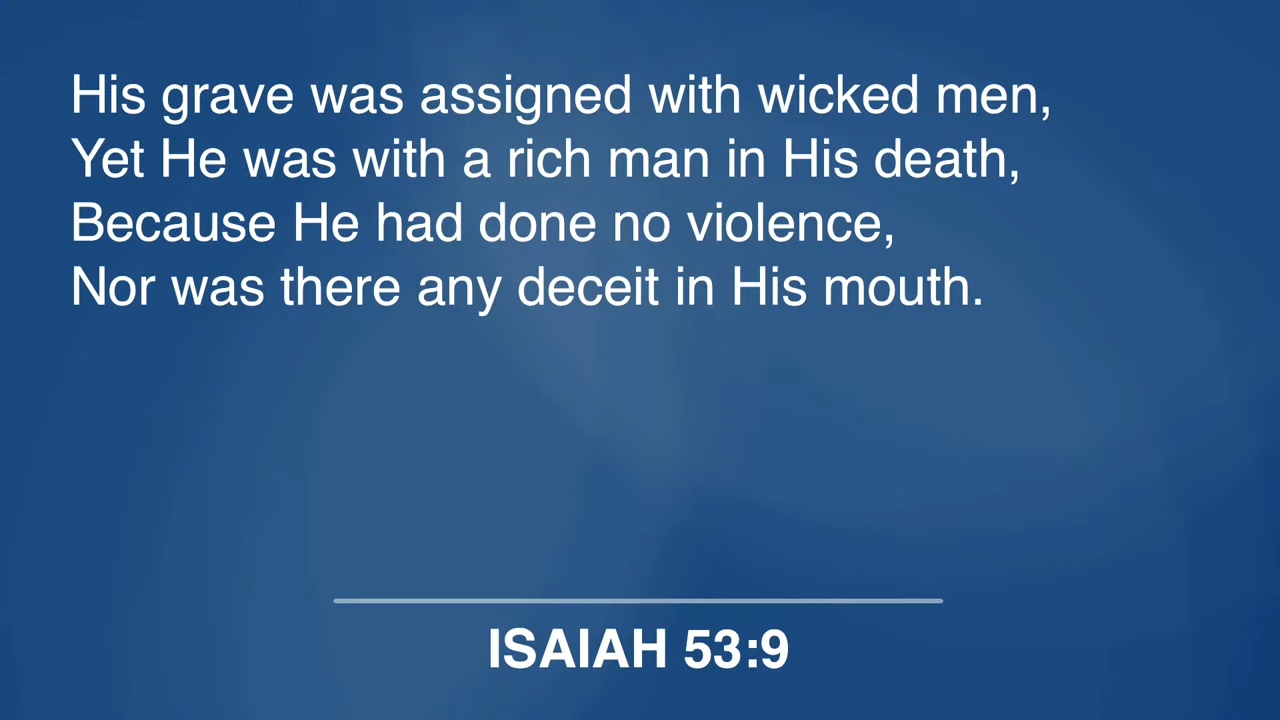 His grave was assigned with wicked men,
Yet He was with a rich man in His death,
Because He had done no violence,
Nor was there any deceit in His mouth.
ISAIAH 53:9